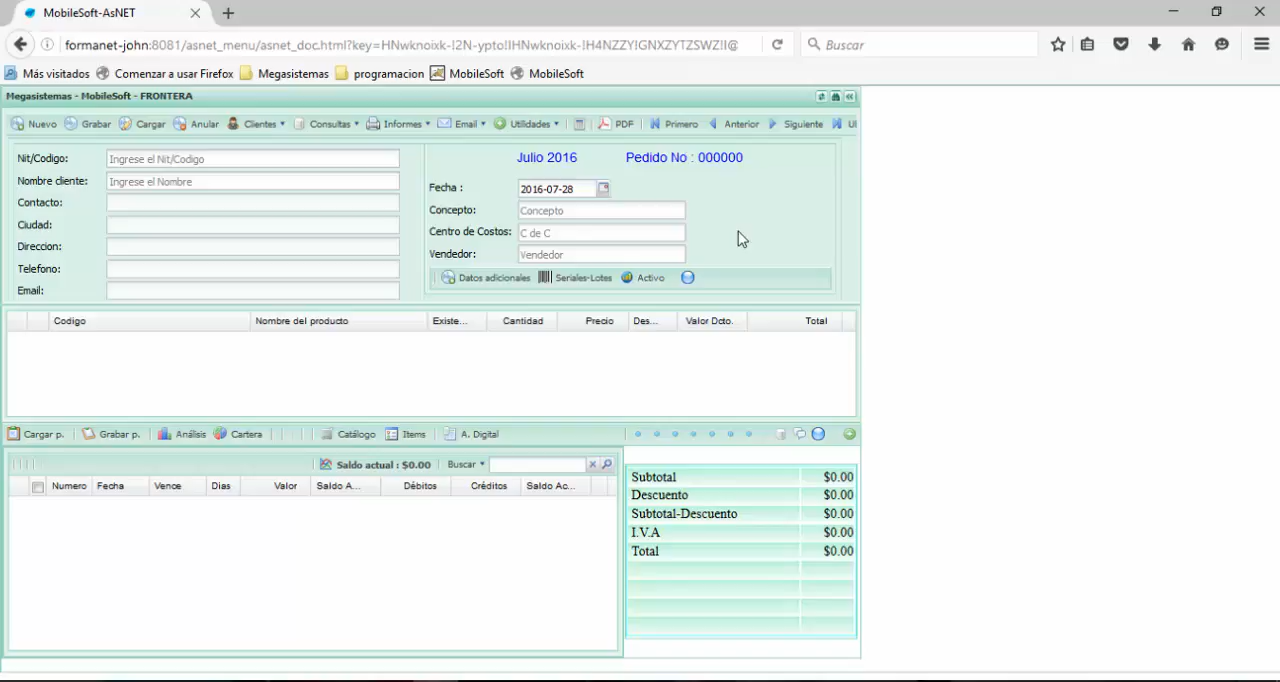 MobileSoft-AsNET
formanet-john:8081/asnet_menu/asnet_doc.html?key=HNwknoixk-!2N-ypto!IHNwknoixk-!H4NZZY!GNXZYTZSWZ!I@
Buscar
Más visitados Comenzar a usar Firefox Megasistemas programacion MobileSoft MobileSoft
Megasistemas - MobileSoft - FRONTERA
Nuevo Grabar Cargar Anular Clientes Consultas Informes Email Utilidades PDF Primero Anterior Siguiente Ul
Nit/Codigo: Ingrese el Nit/Codigo
Nombre cliente: Ingrese el Nombre
Contacto:
Ciudad:
Direccion:
Telefono:
Email:
Julio 2016 Pedido No : 000000
Fecha : 2016-07-28
Concepto: Concepto
Centro de Costos: C de C
Vendedor: Vendedor
Datos adicionales Seriales-Lotes Activo
Codigo Nombre del producto Existe... Cantidad Precio Des... Valor Dcto. Total
Cargar p. Grabar p. Análisis Cartera Catálogo Items A. Digital
Saldo actual : $0.00 Buscar
Numero Fecha Vence Dias Valor Saldo A... Débitos Créditos Saldo Ac...
Subtotal $0.00
Descuento $0.00
Subtotal-Descuento $0.00
I.V.A $0.00
Total $0.00